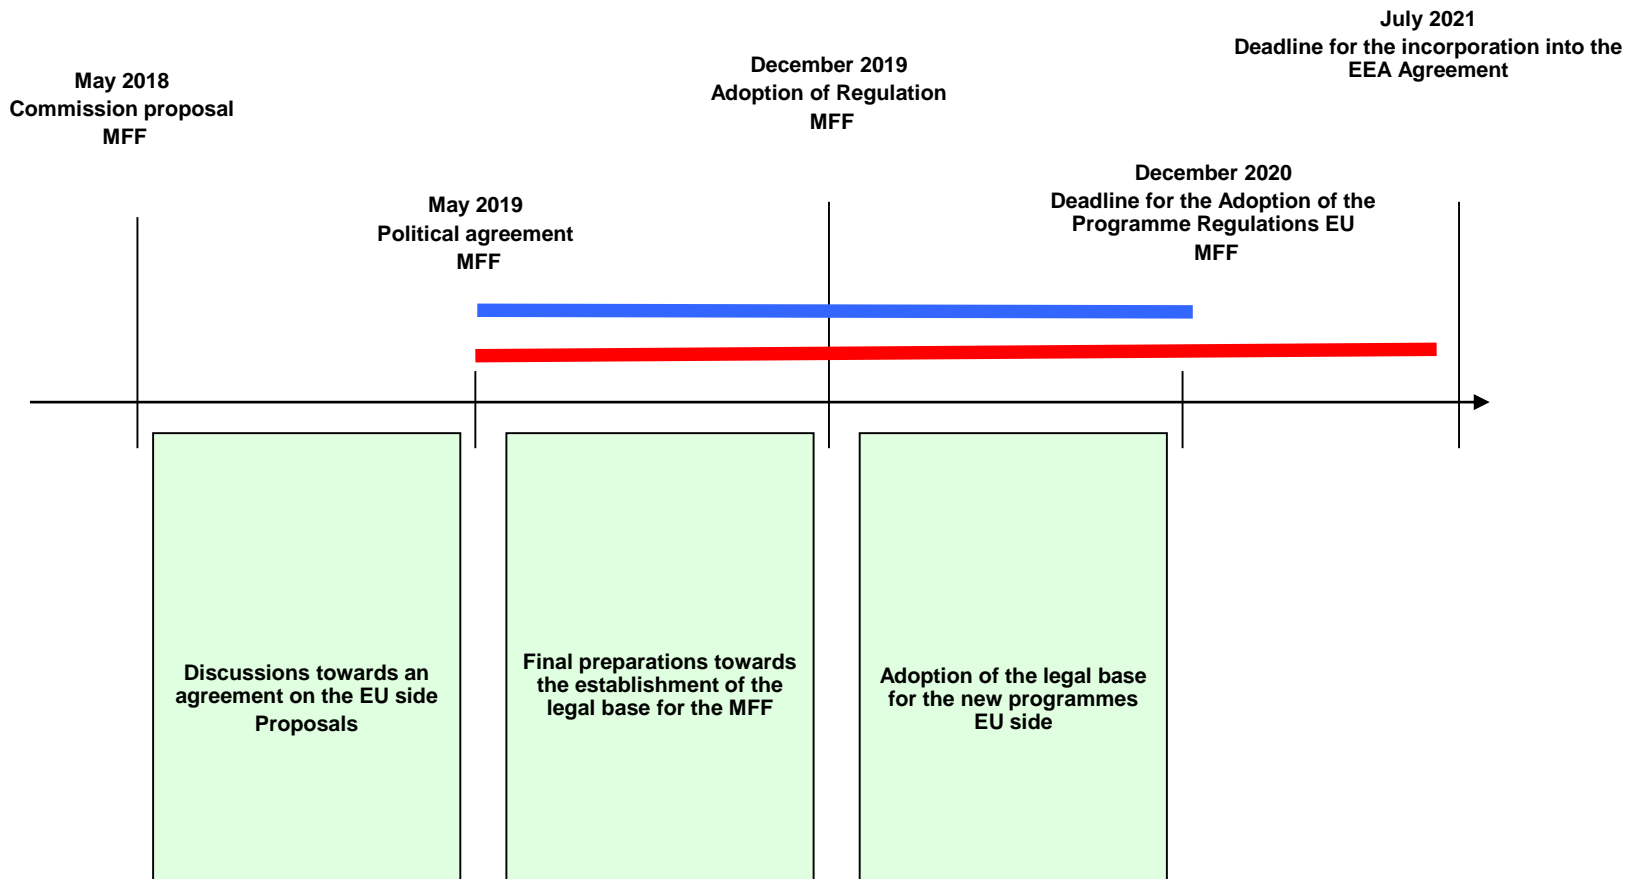 May 2018
Commission proposal
MFF
May 2019
Political agreement
MFF
December 2019
Adoption of Regulation
MFF
December 2020
Deadline for the Adoption of the
Programme Regulations EU
MFF
July 2021
Deadline for the incorporation into the
EEA Agreement
Discussions towards an
agreement on the EU side
Proposals
Final preparations towards
the establishment of the
legal base for the MFF
Adoption of the legal base
for the new programmes
EU side